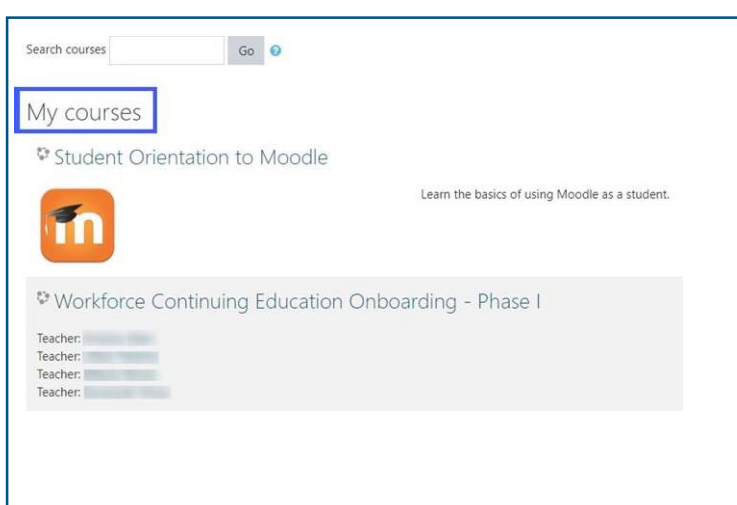 Search courses Go ?
My courses
Student Orientation to Moodle
m
Learn the basics of using Moodle as a student.
Workforce Continuing Education Onboarding - Phase I
Teacher:
Teacher:
Teacher:
Teacher: